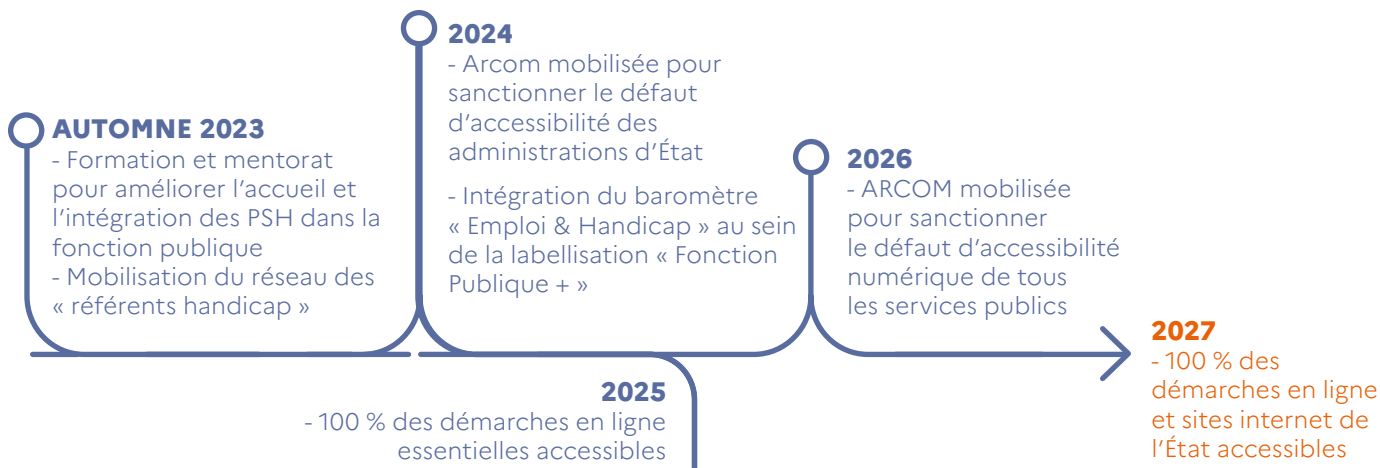 AUTOMNE 2023
- Formation et mentorat
pour améliorer l’accueil et
l’intégration des PSH dans la
fonction publique
- Mobilisation du réseau des
« référents handicap »
2024
- Arcom mobilisée pour
sanctionner le défaut
d’accessibilité des
administrations d’État
- Intégration du baromètre
« Emploi & Handicap » au sein
de la labellisation « Fonction
Publique + »
2025
- 100 % des démarches en ligne
essentielles accessibles
2026
- ARCOM mobilisée
pour sanctionner
le défaut d’accessibilité
numérique de tous
les services publics
2027
- 100 % des
démarches en ligne
et sites internet de
l’État accessibles